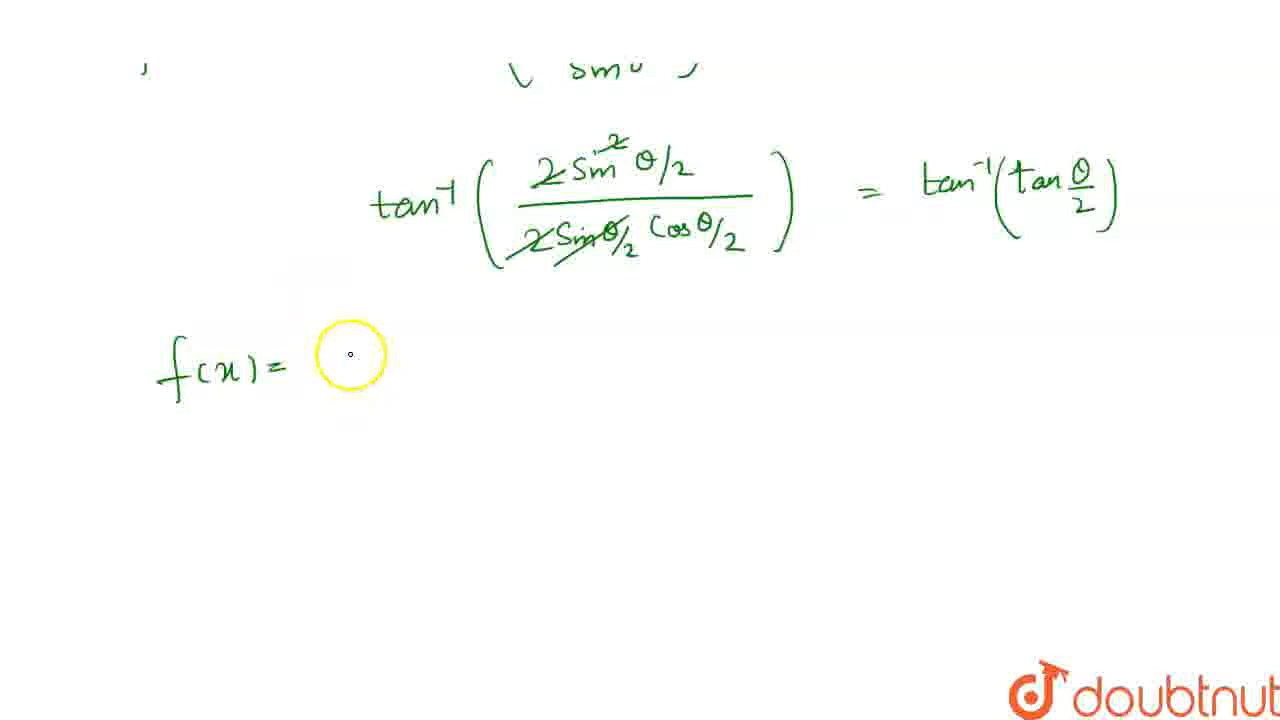 tan⁻¹ ( 2 Sin² θ/2 / 2 Sin θ/2 Cos θ/2 ) = tan⁻¹ ( tan θ/2 )
f(x) =
doubtnut